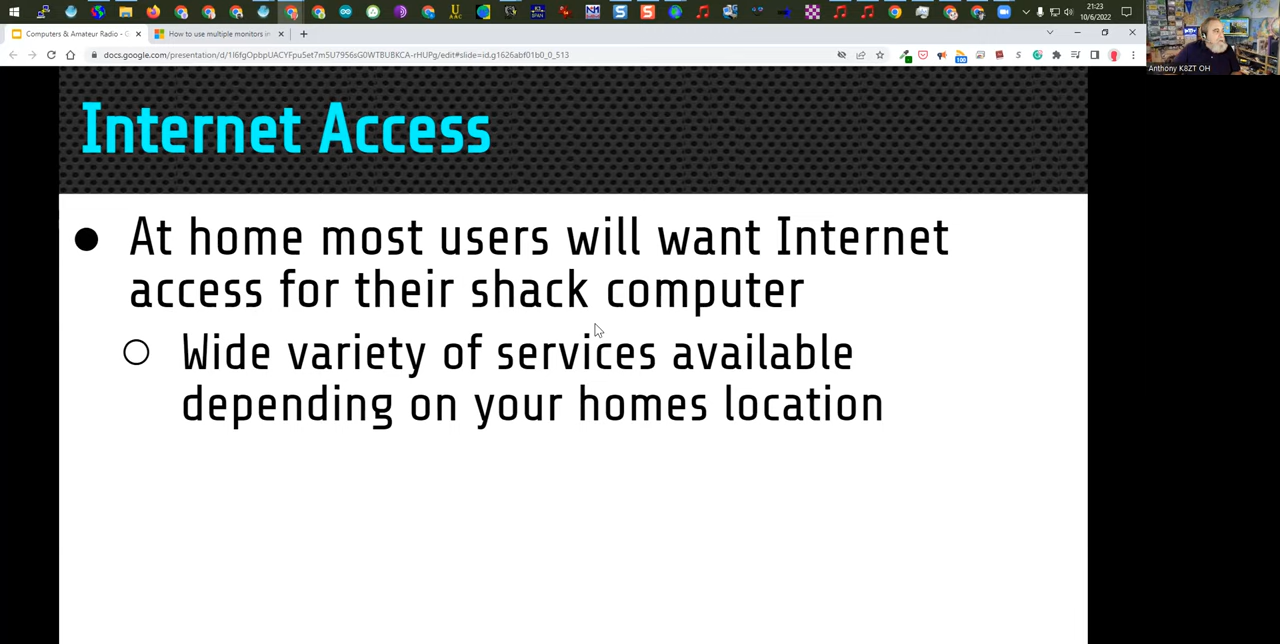 21:23
10/6/2022
Computers & Amateur Radio - G
How to use multiple monitors in
docs.google.com/presentation/d/1I6fgOpbpUACYFpu5et7m5U7956sG0WTBUBKCA-rHUPg/edit#slide=id.g1626abf01b0_0_513
Anthony K8ZT OH
Internet Access
At home most users will want Internet
access for their shack computer
Wide variety of services available
depending on your homes location